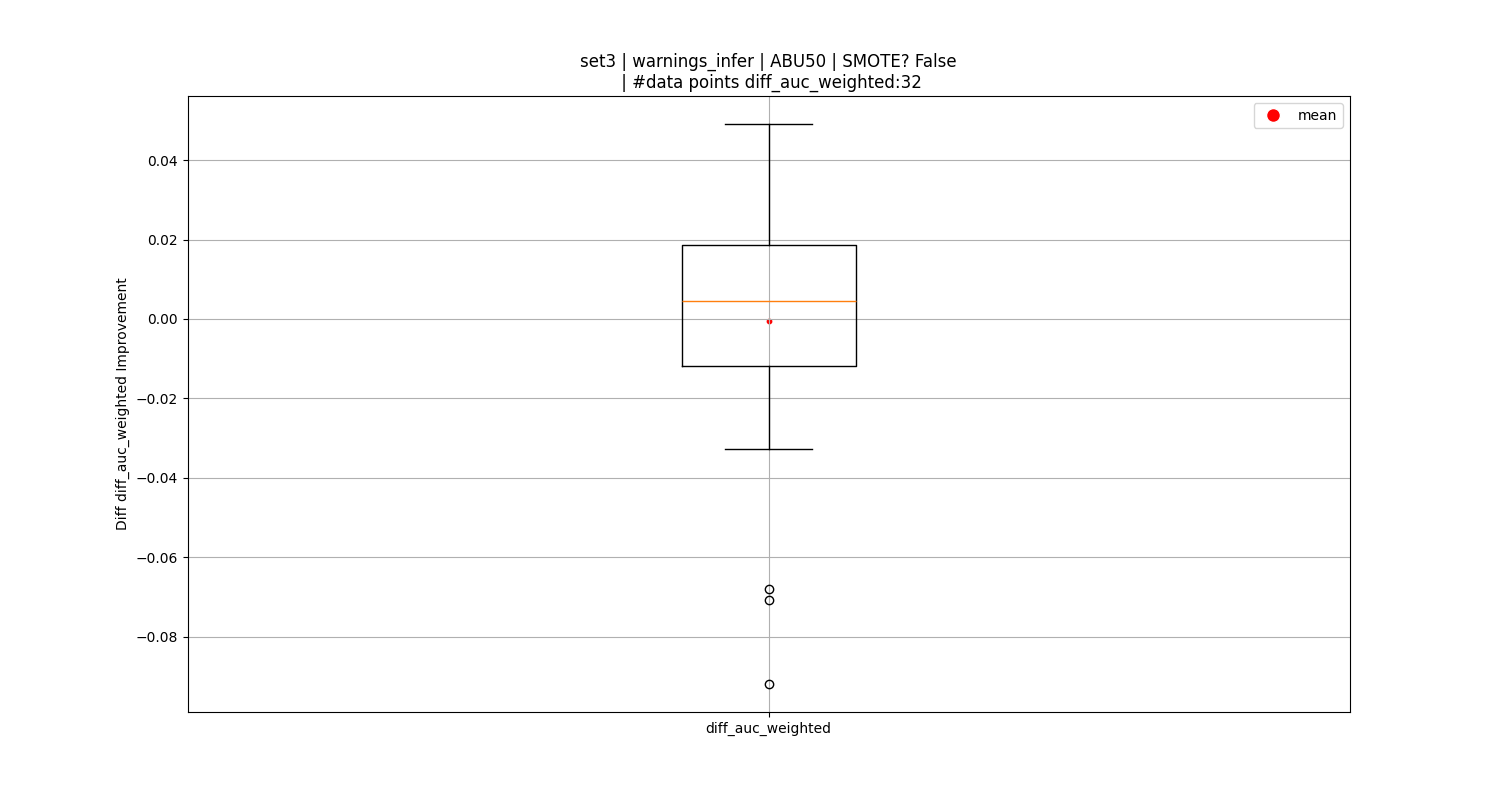 set3 | warnings_infer | ABU50 | SMOTE? False
| #data points diff_auc_weighted:32
mean
0.04
0.02
0.00
−0.02
−0.04
−0.06
−0.08
Diff diff_auc_weighted Improvement
diff_auc_weighted